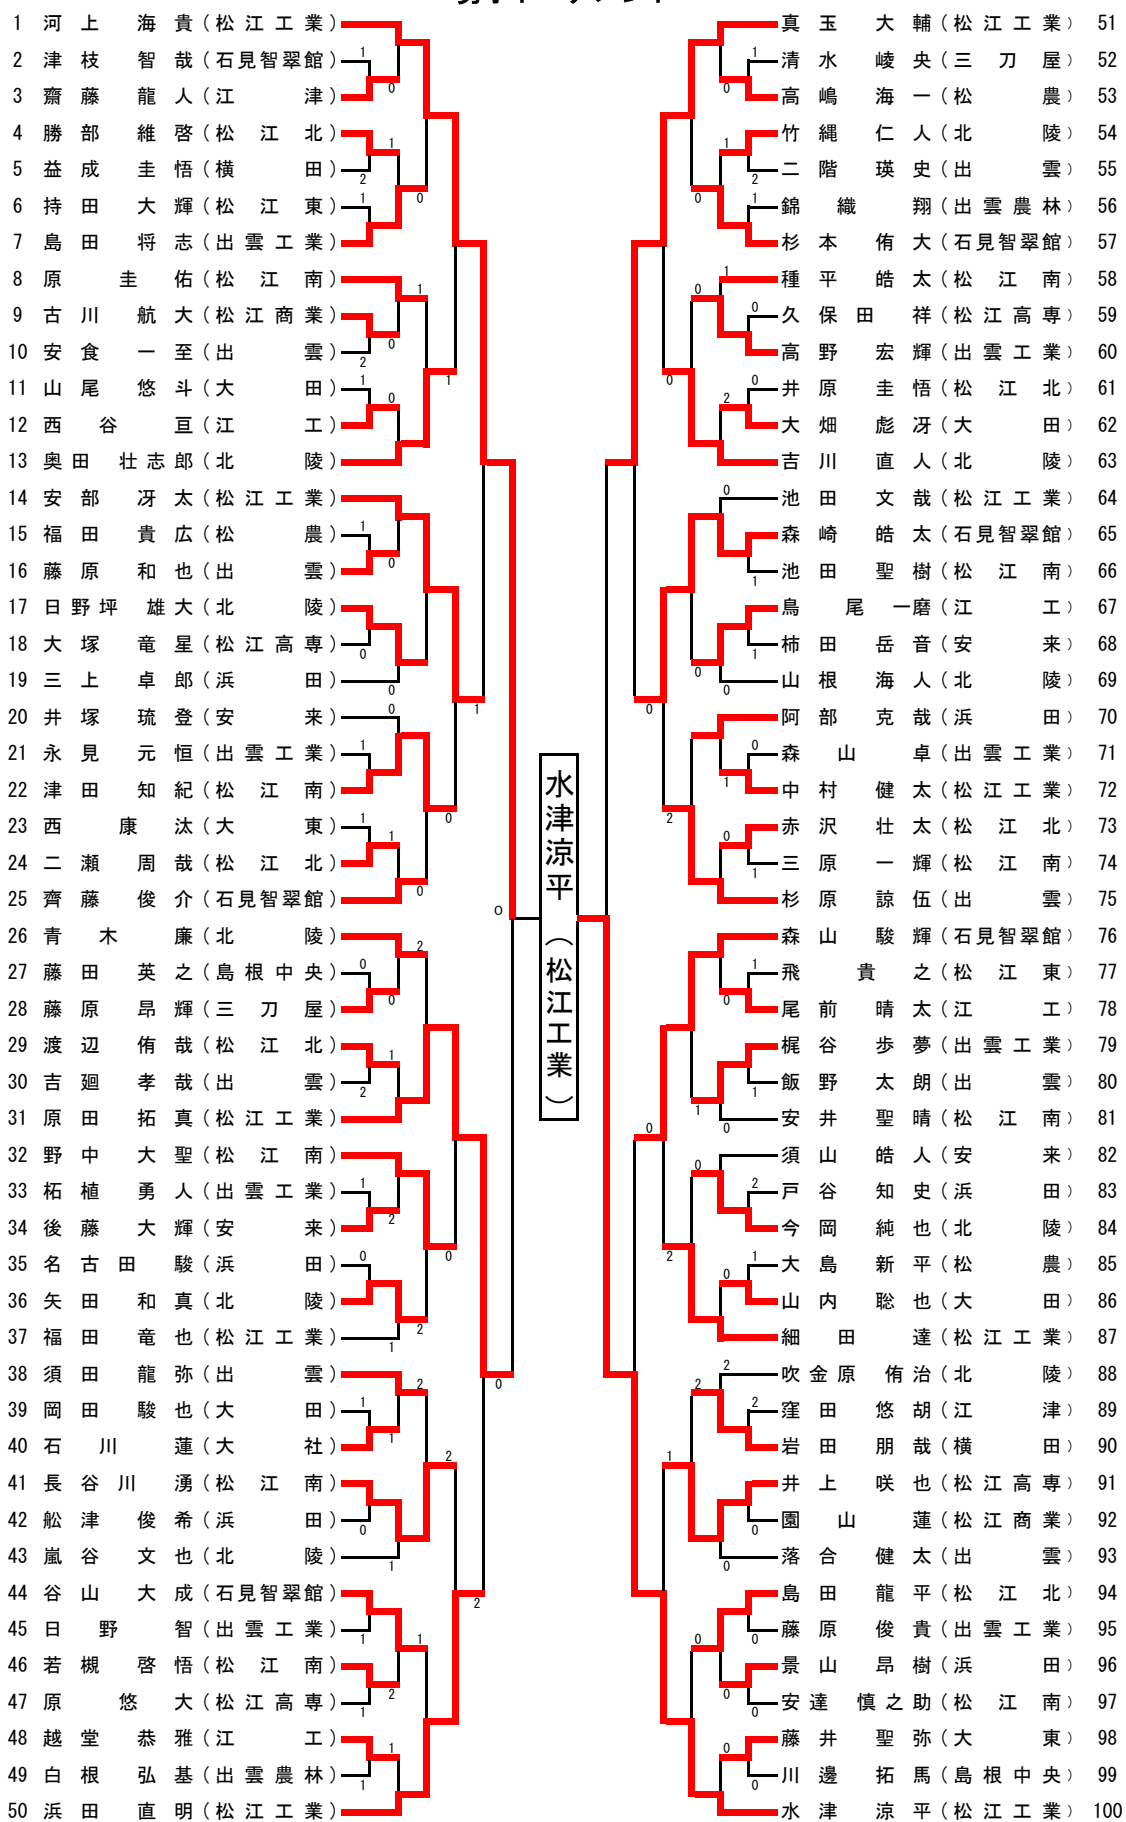 1 河上 海貴(松江工業)
2 津枝 智哉(石見智翠館)
3 齋藤 龍人(江津)
4 勝部 維啓(松江北)
5 益成 圭悟(横田)
6 持田 大輝(松江東)
7 島田 将志(出雲工業)
8 原 圭佑(松江南)
9 古川 航大(松江商業)
10 安食 一至(出雲)
11 山尾 悠斗(大田)
12 西谷 亘(江工)
13 奥田 壮志郎(北陵)
14 安部 冴太(松江工業)
15 福田 貴広(松農)
16 藤原 和也(出雲)
17 日野坪 雄大(北陵)
18 大塚 竜星(松江高専)
19 三上 卓郎(浜田)
20 井塚 琉登(安来)
21 永見 元恒(出雲工業)
22 津田 知紀(松江南)
23 西 康汰(大東)
24 二瀬 周哉(松江北)
25 齊藤 俊介(石見智翠館)
26 青木 廉(北陵)
27 藤田 英之(島根中央)
28 藤原 昂輝(三刀屋)
29 渡辺 侑哉(松江北)
30 吉廻 孝哉(出雲)
31 原田 拓真(松江工業)
32 野中 大聖(松江南)
33 柘植 勇人(出雲工業)
34 後藤 大輝(安来)
35 名古田 駿(浜田)
36 矢田 和真(北陵)
37 福田 竜也(松江工業)
38 須田 龍弥(出雲)
39 岡田 駿也(大田)
40 石川 蓮(大社)
41 長谷川 湧(松江南)
42 舩津 俊希(浜田)
43 嵐谷 文也(北陵)
44 谷山 大成(石見智翠館)
45 日野 智(出雲工業)
46 若槻 啓悟(松江南)
47 原 悠大(松江高専)
48 越堂 恭雅(江工)
49 白根 弘基(出雲農林)
50 浜田 直明(松江工業)
水津涼平(松江工業)
真玉 大輔(松江工業) 51
清水 崚央(三刀屋) 52
高嶋 海一(松農) 53
竹縄 仁人(北陵) 54
二階 瑛史(出雲) 55
錦織 翔(出雲農林) 56
杉本 侑大(石見智翠館) 57
種平 皓太(松江南) 58
久保田 祥(松江高専) 59
高野 宏輝(出雲工業) 60
井原 圭悟(松江北) 61
大畑 彪冴(大田) 62
吉川 直人(北陵) 63
池田 文哉(松江工業) 64
森崎 皓太(石見智翠館) 65
池田 聖樹(松江南) 66
鳥尾 一磨(江工) 67
柿田 岳音(安来) 68
山根 海人(北陵) 69
阿部 克哉(浜田) 70
森山 卓(出雲工業) 71
中村 健太(松江工業) 72
赤沢 壮太(松江北) 73
三原 一輝(松江南) 74
杉原 諒伍(出雲) 75
森山 駿輝(石見智翠館) 76
飛 貴之(松江東) 77
尾前 晴太(江工) 78
梶谷 歩夢(出雲工業) 79
飯野 太朗(出雲) 80
安井 聖晴(松江南) 81
須山 皓人(安来) 82
戸谷 知史(浜田) 83
今岡 純也(北陵) 84
大島 新平(松農) 85
山内 聡也(大田) 86
細田 達(松江工業) 87
吹金原 侑治(北陵) 88
窪田 悠胡(江津) 89
岩田 朋哉(横田) 90
井上 咲也(松江高専) 91
園山 蓮(松江商業) 92
落合 健太(出雲) 93
島田 龍平(松江北) 94
藤原 俊貴(出雲工業) 95
景山 昂樹(浜田) 96
安達 慎之助(松江南) 97
藤井 聖弥(大東) 98
川邊 拓馬(島根中央) 99
水津 涼平(松江工業) 100